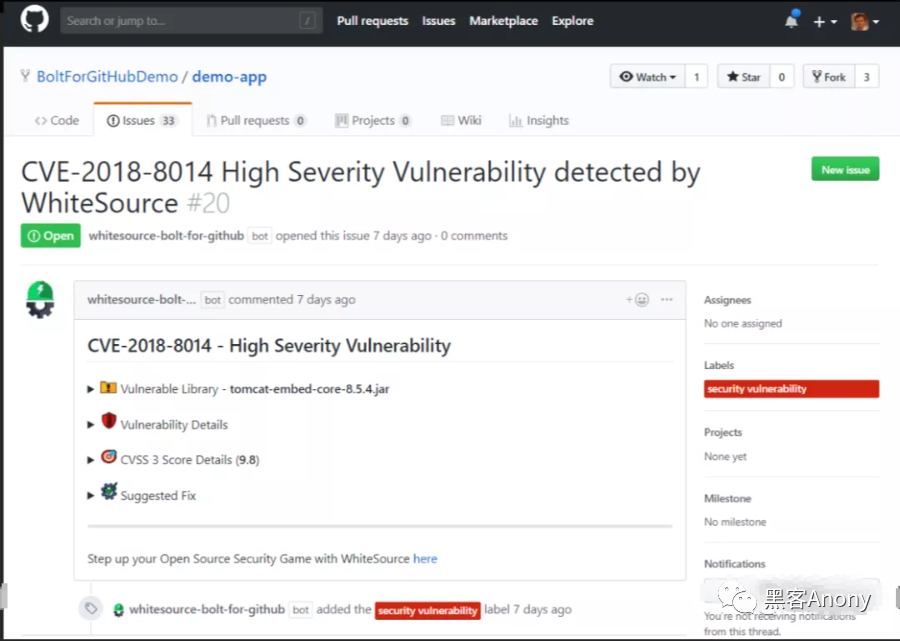 Search or jump to... /
Pull requests Issues Marketplace Explore
BoltForGitHubDemo / demo-app
Watch 1 Star 0 Fork 3
Code Issues 33 Pull requests 0 Projects 0 Wiki Insights
CVE-2018-8014 High Severity Vulnerability detected by
WhiteSource #20
New issue
Open whitesource-bolt-for-github bot opened this issue 7 days ago · 0 comments
whitesource-bolt-... bot commented 7 days ago
CVE-2018-8014 - High Severity Vulnerability
Vulnerable Library - tomcat-embed-core-8.5.4.jar
Vulnerability Details
CVSS 3 Score Details (9.8)
Suggested Fix
Step up your Open Source Security Game with WhiteSource here
whitesource-bolt-for-github bot added the security vulnerability label 7 days ago
Assignees
No one assigned
Labels
security vulnerability
Projects
None yet
Milestone
No milestone
Notifications
黑客Anony
You're not receiving notifications
from this thread.